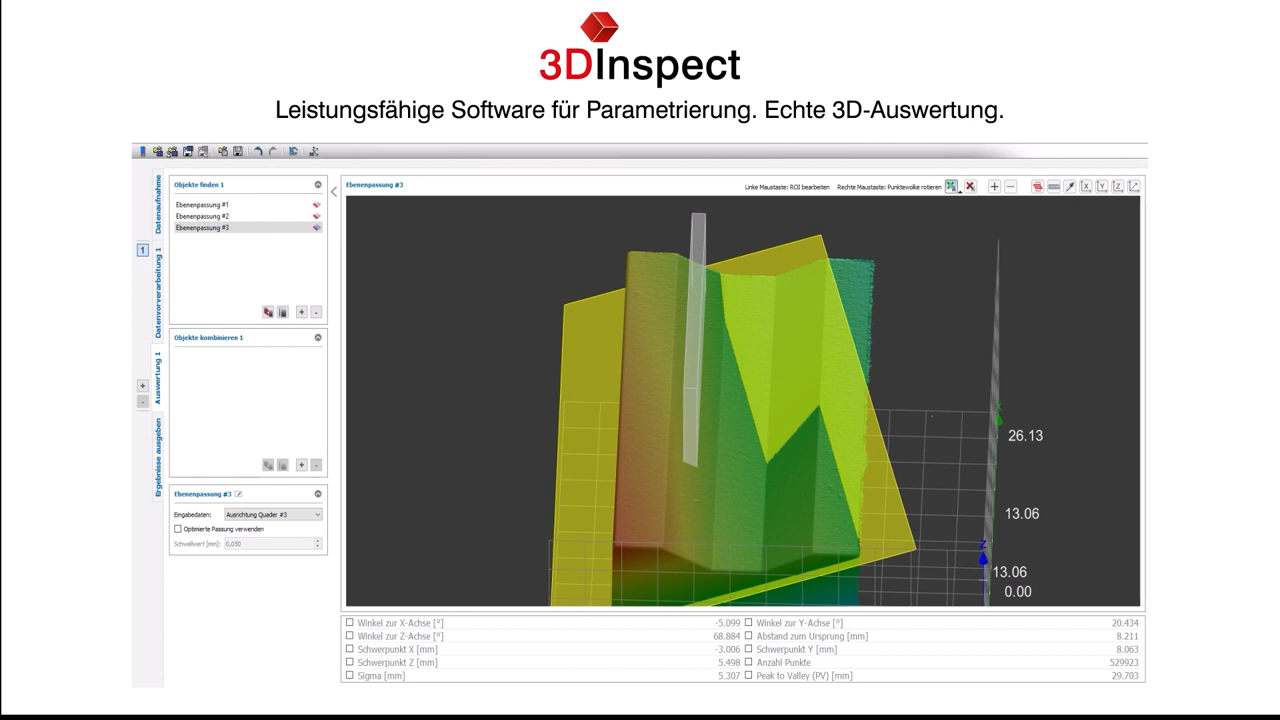 3DInspect
Leistungsfähige Software für Parametrierung. Echte 3D-Auswertung.
Datenaufnahme
1
Datenvorverarbeitung 1
Auswertung 1
+
-
Ergebnisse ausgeben
Objekte finden 1
Ebenenpassung #1
Ebenenpassung #2
Ebenenpassung #3
+ -
Objekte kombinieren 1
+ -
Ebenenpassung #3
Eingabedaten: Ausrichtung Quader #3
Optimierte Passung verwenden
Schwellwert [mm]: 0,050
Ebenenpassung #3 Linke Maustaste: ROI bearbeiten Rechte Maustaste: Punktewolke rotieren + - X Y Z
X
26.13
13.06
Z
13.06
0.00
Winkel zur X-Achse [°] -5.099 Winkel zur Y-Achse [°] 20.434
Winkel zur Z-Achse [°] 68.884 Abstand zum Ursprung [mm] 8.211
Schwerpunkt X [mm] -3.006 Schwerpunkt Y [mm] 8.063
Schwerpunkt Z [mm] 5.498 Anzahl Punkte 529923
Sigma [mm] 5.307 Peak to Valley (PV) [mm] 29.703